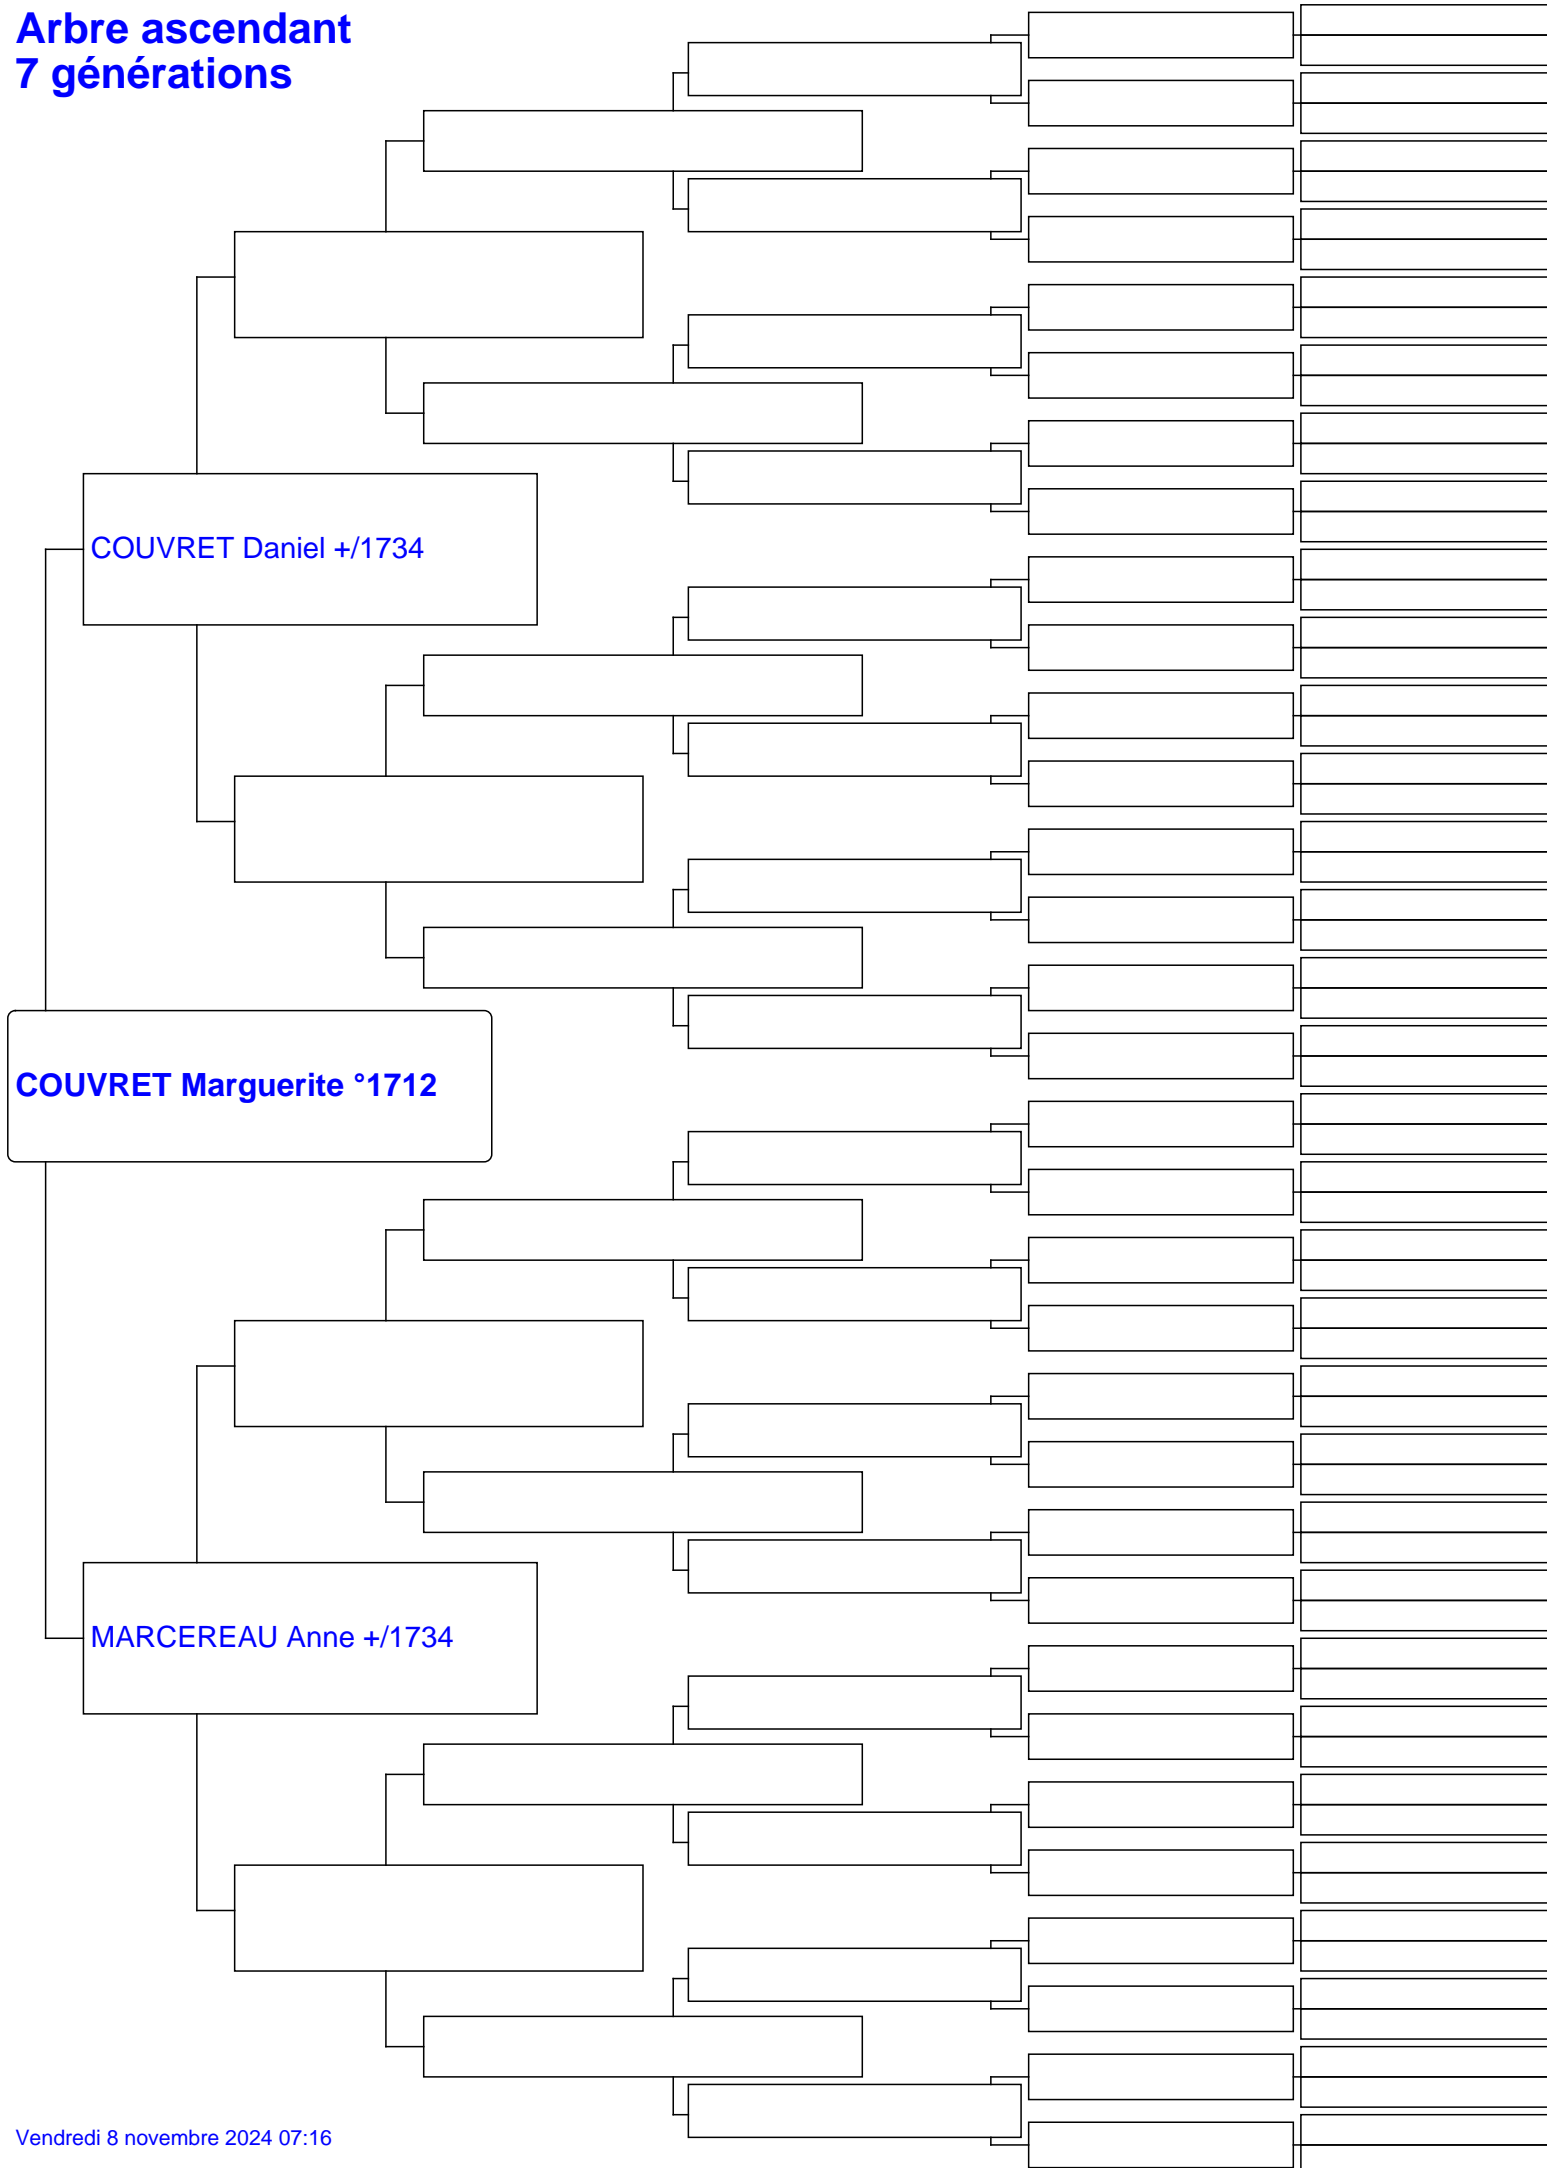 Arbre ascendant
7 générations
COUVRET Daniel +/1734
COUVRET Marguerite °1712
MARCEREAU Anne +/1734
Vendredi 8 novembre 2024 07:16